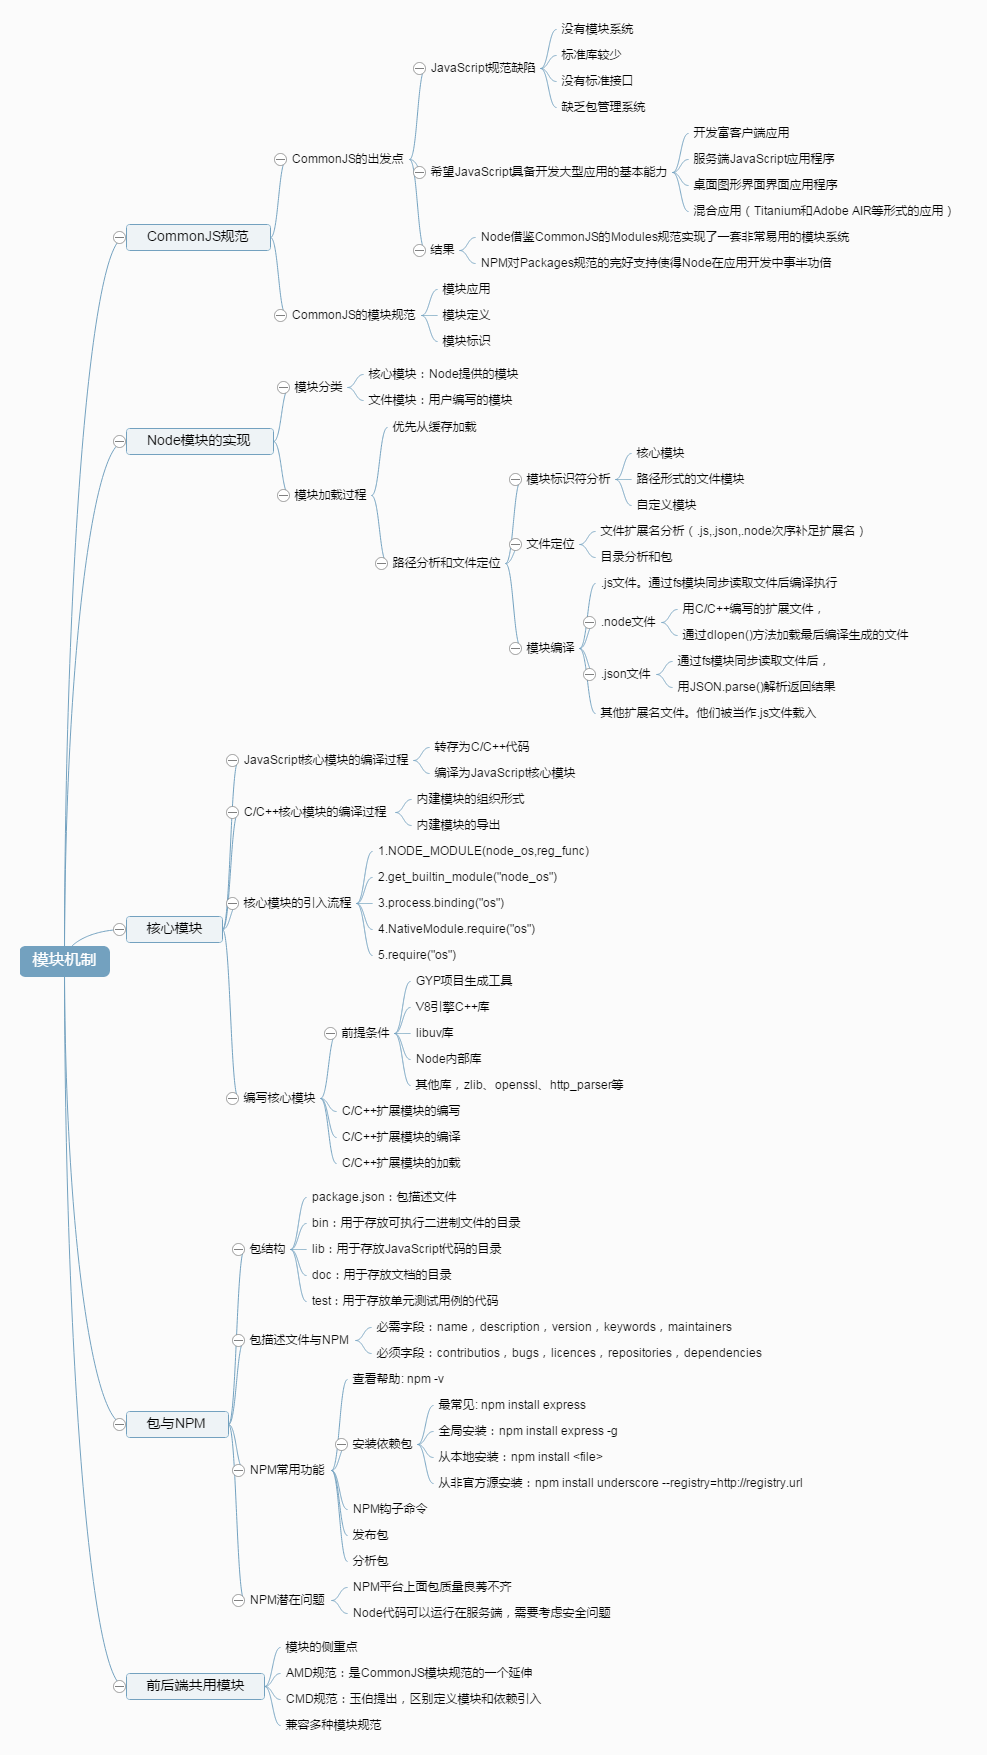 没有模块系统
标准库较少
JavaScript规范缺陷
没有标准接口
缺乏包管理系统
开发富客户端应用
CommonJS的出发点
服务端JavaScript应用程序
希望JavaScript具备开发大型应用的基本能力
桌面图形界面界面应用程序
混合应用（Titanium和Adobe AIR等形式的应用）
CommonJS规范
Node借鉴CommonJS的Modules规范实现了一套非常易用的模块系统
结果
NPM对Packages规范的完好支持使得Node在应用开发中事半功倍
模块应用
CommonJS的模块规范
模块定义
模块标识
核心模块：Node提供的模块
模块分类
文件模块：用户编写的模块
优先从缓存加载
Node模块的实现
核心模块
模块标识符分析
路径形式的文件模块
模块加载过程
自定义模块
文件扩展名分析（.js,.json,.node次序补足扩展名）
文件定位
目录分析和包
路径分析和文件定位
.js文件。通过fs模块同步读取文件后编译执行
用C/C++编写的扩展文件，
.node文件
通过dlopen()方法加载最后编译生成的文件
模块编译
通过fs模块同步读取文件后，
.json文件
用JSON.parse()解析返回结果
其他扩展名文件。他们被当作.js文件载入
转存为C/C++代码
JavaScript核心模块的编译过程
编译为JavaScript核心模块
内建模块的组织形式
C/C++核心模块的编译过程
内建模块的导出
1.NODE_MODULE(node_os,reg_func)
2.get_builtin_module("node_os")
核心模块的引入流程
3.process.binding("os")
核心模块
4.NativeModule.require("os")
5.require("os")
模块机制
GYP项目生成工具
V8引擎C++库
前提条件
libuv库
Node内部库
其他库，zlib、openssl、http_parser等
编写核心模块
C/C++扩展模块的编写
C/C++扩展模块的编译
C/C++扩展模块的加载
package.json：包描述文件
bin：用于存放可执行二进制文件的目录
包结构
lib：用于存放JavaScript代码的目录
doc：用于存放文档的目录
test：用于存放单元测试用例的代码
必需字段：name，description，version，keywords，maintainers
包描述文件与NPM
必须字段：contributios，bugs，licences，repositories，dependencies
查看帮助: npm -v
最常见: npm install express
包与NPM
全局安装：npm install express -g
安装依赖包
从本地安装：npm install <file>
NPM常用功能
从非官方源安装：npm install underscore --registry=http://registry.url
NPM钩子命令
发布包
分析包
NPM平台上面包质量良莠不齐
NPM潜在问题
Node代码可以运行在服务端，需要考虑安全问题
模块的侧重点
AMD规范：是CommonJS模块规范的一个延伸
前后端共用模块
CMD规范：玉伯提出，区别定义模块和依赖引入
兼容多种模块规范